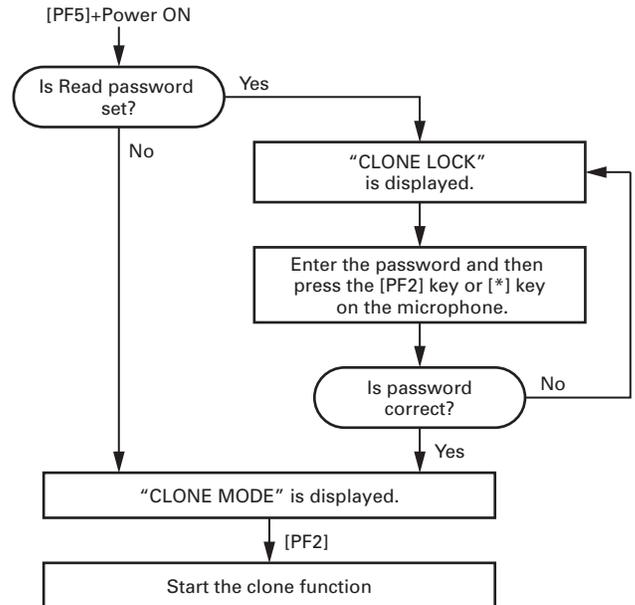 [PF5]+Power ON
Is Read password
set?
Yes
No
“CLONE LOCK”
is displayed.
Enter the password and then
press the [PF2] key or [*] key
on the microphone.
Is password
correct?
No
Yes
“CLONE MODE” is displayed.
[PF2]
Start the clone function